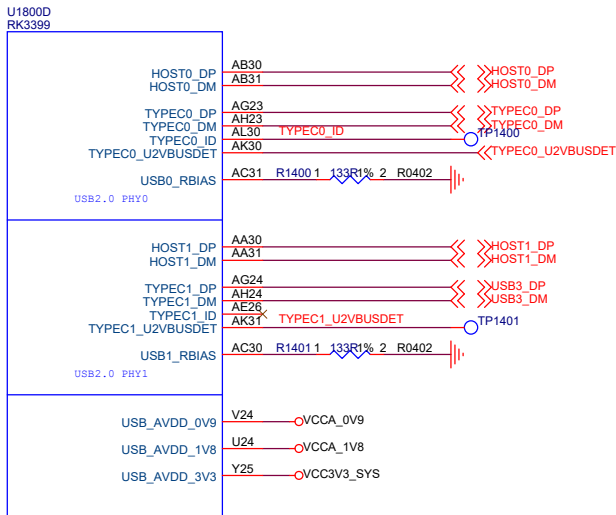 U1800D
RK3399
HOST0_DP AB30 HOST0_DP
HOST0_DM AB31 HOST0_DM
TYPEC0_DP AG23 TYPEC0_DP
TYPEC0_DM AH23 TYPEC0_DM
TYPEC0_ID AL30 TYPEC0_ID TP1400
TYPEC0_U2VBUSDET AK30 TYPEC0_U2VBUSDET
USB0_RBIAS AC31 R1400 1 133R1% 2 R0402
USB2.0 PHY0
HOST1_DP AA30 HOST1_DP
HOST1_DM AA31 HOST1_DM
TYPEC1_DP AG24 USB3_DP
TYPEC1_DM AH24 USB3_DM
TYPEC1_ID AE26
TYPEC1_U2VBUSDET AK31 TYPEC1_U2VBUSDET TP1401
USB1_RBIAS AC30 R1401 1 133R1% 2 R0402
USB2.0 PHY1
USB_AVDD_0V9 V24 VCCA_0V9
USB_AVDD_1V8 U24 VCCA_1V8
USB_AVDD_3V3 Y25 VCC3V3_SYS